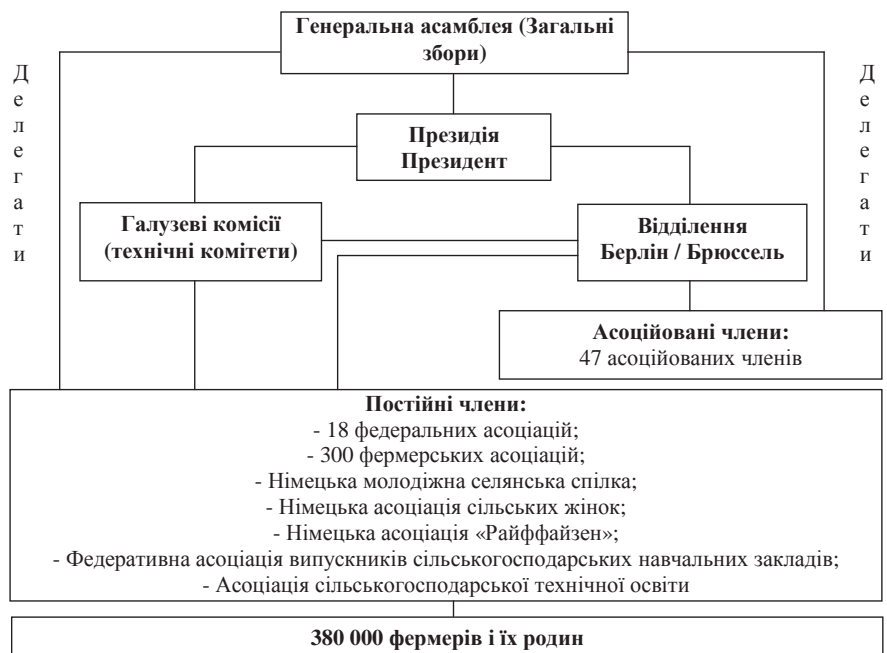 Генеральна асамблея (Загальні
збори)
Делегати
Делегати
Президія
Президент
Галузеві комісії
(технічні комітети)
Відділення
Берлін / Брюссель
Асоційовані члени:
47 асоційованих членів
Постійні члени:
- 18 федеральних асоціацій;
- 300 фермерських асоціацій;
- Німецька молодіжна селянська спілка;
- Німецька асоціація сільських жінок;
- Німецька асоціація «Райффайзен»;
- Федеративна асоціація випускників сільськогосподарських навчальних закладів;
- Асоціація сільськогосподарської технічної освіти
380 000 фермерів і їх родин